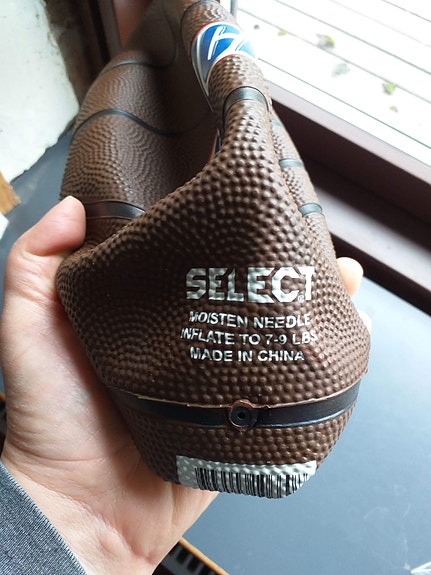 SELECT
MOISTEN NEEDLE
INFLATE TO 7-9 LBS
MADE IN CHINA